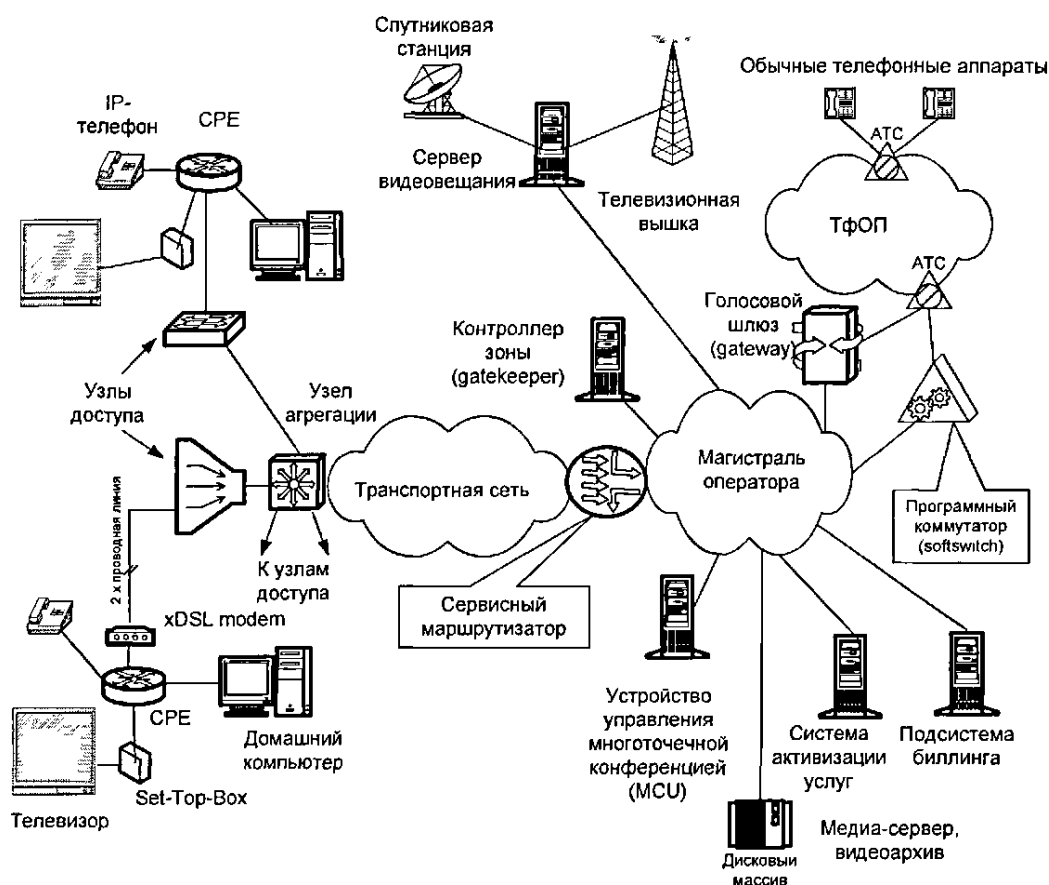 Спутниковая
станция
Обычные телефонные аппараты
IP-
телефон
CPE
АТС
Сервер
видеовещания
Телевизионная
вышка
ТфОП
АТС
Голосовой
шлюз
(gateway)
Контроллер
зоны
(gatekeeper)
Узлы
доступа
Узел
агрегации
Транспортная сеть
Магистраль
оператора
Программный
коммутатор
(softswitch)
2 х проводная линия
К узлам
доступа
Сервисный
маршрутизатор
xDSL modem
CPE
Домашний
компьютер
Set-Top-Box
Телевизор
Устройство
управления
многоточечной
конференцией
(MCU)
Система
активизации
услуг
Подсистема
биллинга
Дисковый
массив
Медиа-сервер,
видеоархив